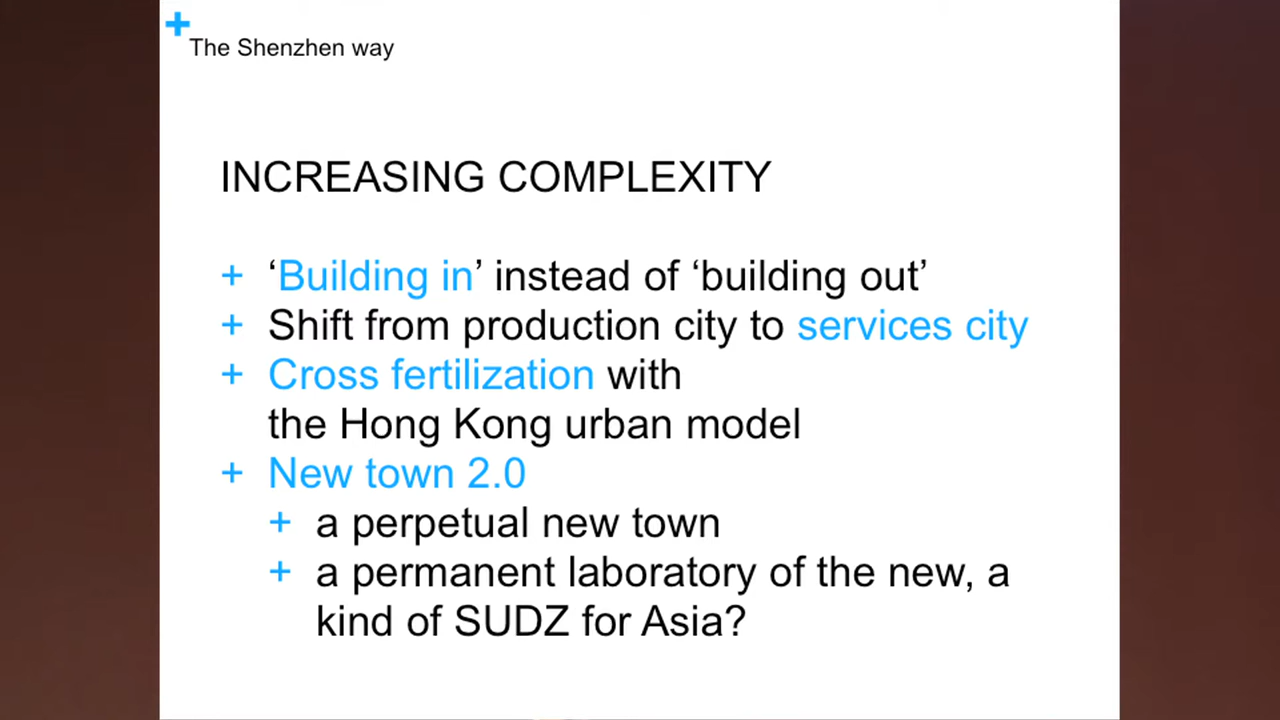 +
The Shenzhen way
INCREASING COMPLEXITY
+ ‘Building in’ instead of ‘building out’
+ Shift from production city to services city
+ Cross fertilization with
the Hong Kong urban model
+ New town 2.0
+ a perpetual new town
+ a permanent laboratory of the new, a
kind of SUDZ for Asia?